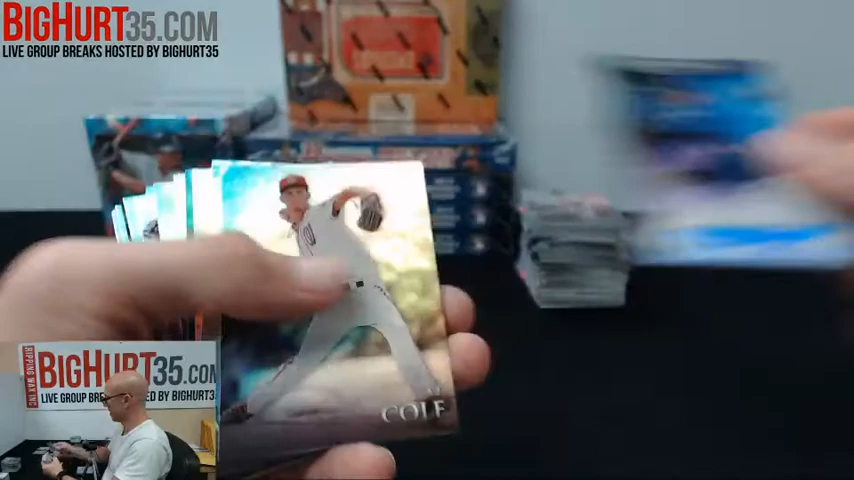 BIGHURT35.COM
LIVE GROUP BREAKS HOSTED BY BIGHURT35
COLE
RIPPING WAX INC
BIGHURT35.COM
LIVE GROUP BREAKS HOSTED BY BIGHURT35